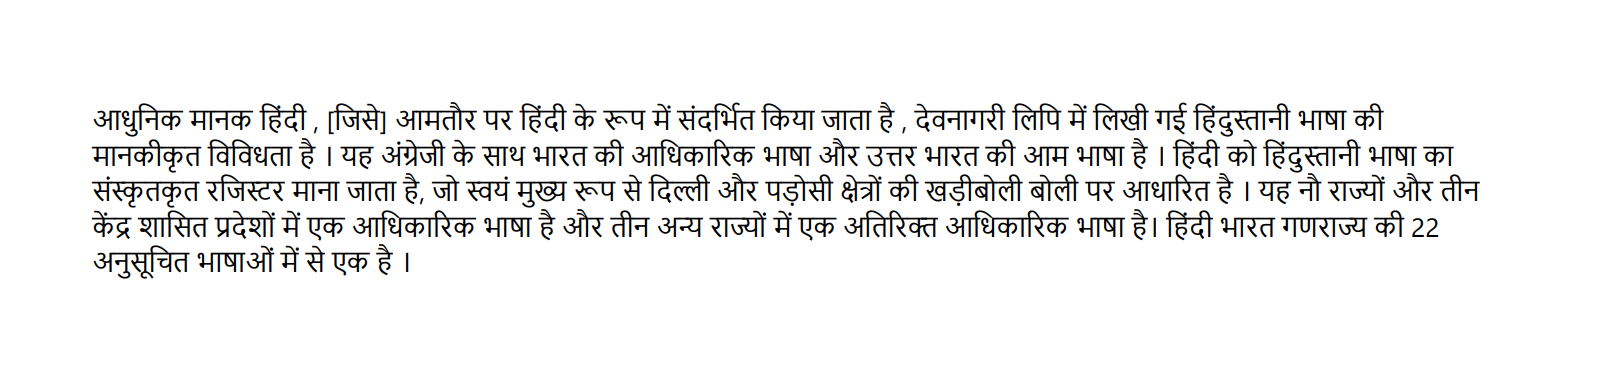 आधुनिक मानक हिंदी , [जिसे] आमतौर पर हिंदी के रूप में संदर्भित किया जाता है , देवनागरी लिपि में लिखी गई हिंदुस्तानी भाषा की
मानकीकृत विविधता है । यह अंग्रेजी के साथ भारत की आधिकारिक भाषा और उत्तर भारत की आम भाषा है । हिंदी को हिंदुस्तानी भाषा का
संस्कृतकृत रजिस्टर माना जाता है, जो स्वयं मुख्य रूप से दिल्ली और पड़ोसी क्षेत्रों की खड़ीबोली बोली पर आधारित है । यह नौ राज्यों और तीन
केंद्र शासित प्रदेशों में एक आधिकारिक भाषा है और तीन अन्य राज्यों में एक अतिरिक्त आधिकारिक भाषा है। हिंदी भारत गणराज्य की 22
अनुसूचित भाषाओं में से एक है ।